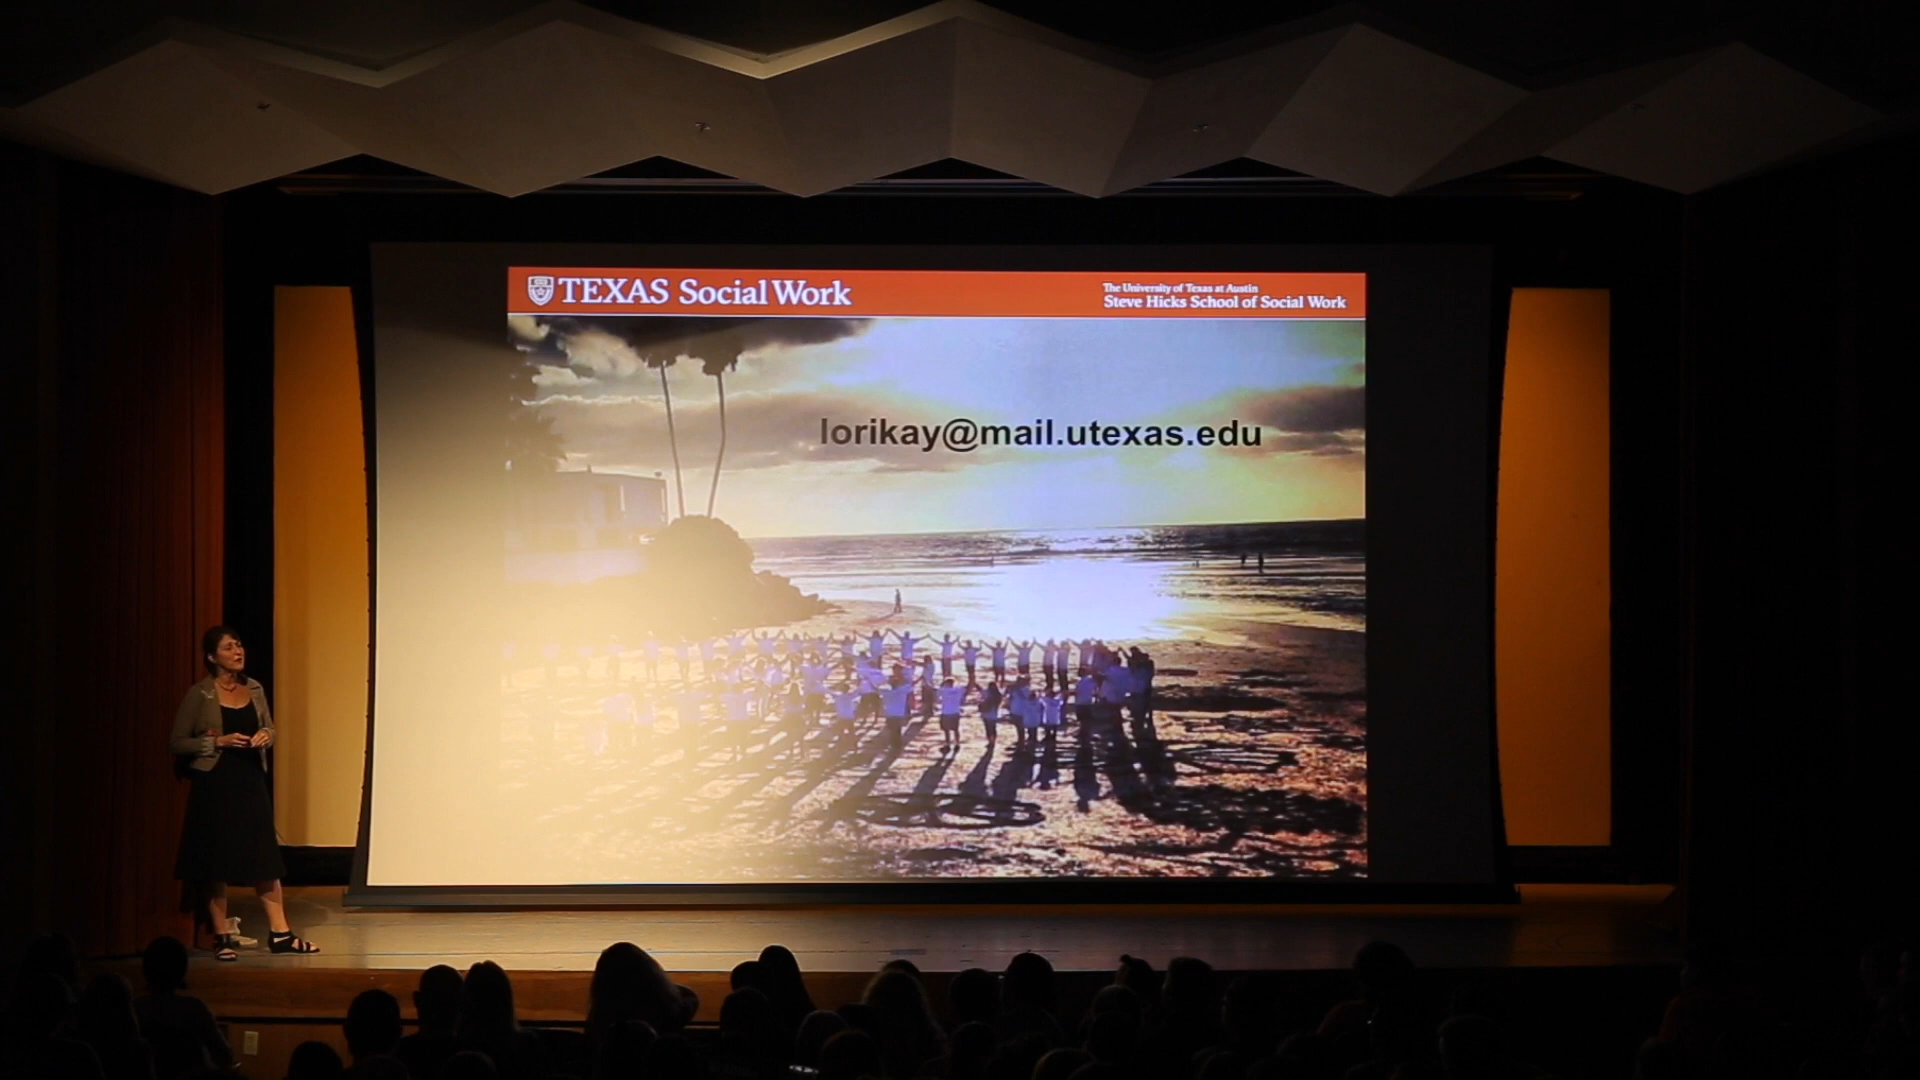 TEXAS Social Work
The University of Texas at Austin
Steve Hicks School of Social Work
lorikay@mail.utexas.edu